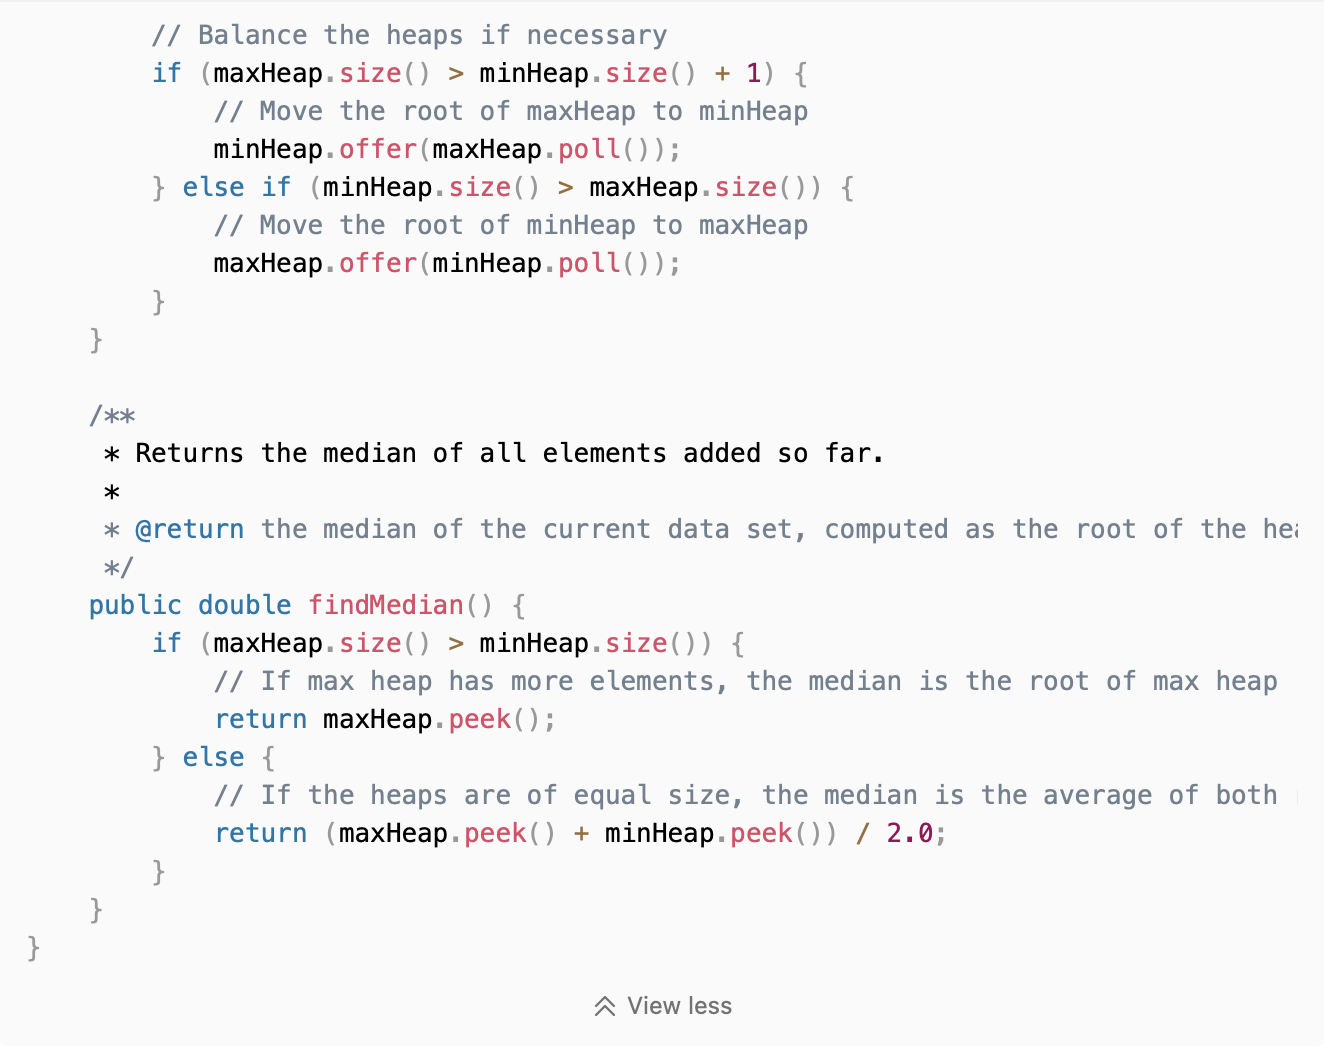 // Balance the heaps if necessary
if (maxHeap.size() > minHeap.size() + 1) {
// Move the root of maxHeap to minHeap
minHeap.offer(maxHeap.poll());
} else if (minHeap.size() > maxHeap.size()) {
// Move the root of minHeap to maxHeap
maxHeap.offer(minHeap.poll());
}
}
/**
* Returns the median of all elements added so far.
*
* @return the median of the current data set, computed as the root of the
*/
public double findMedian() {
if (maxHeap.size() > minHeap.size()) {
// If max heap has more elements, the median is the root of max heap
return maxHeap.peek();
} else {
// If the heaps are of equal size, the median is the average of both
return (maxHeap.peek() + minHeap.peek()) / 2.0;
}
}
}
View less